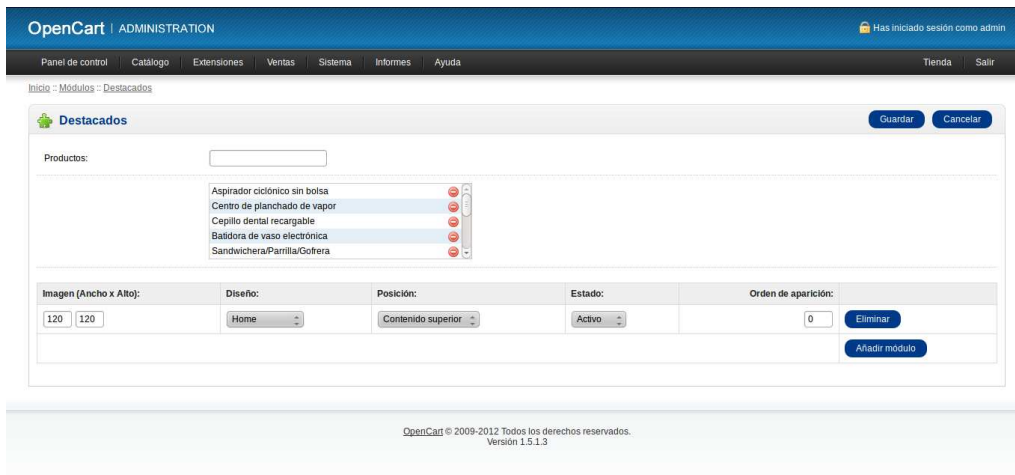 OpenCart | ADMINISTRATION
Has iniciado sesión como admin
Panel de control Catálogo Extensiones Ventas Sistema Informes Ayuda Tienda Salir
Inicio :: Módulos :: Destacados
Destacados Guardar Cancelar
Productos:
Aspirador ciclónico sin bolsa
Centro de planchado de vapor
Cepillo dental recargable
Batidora de vaso electrónica
Sandwichera/Parrilla/Gofrera
Imagen (Ancho x Alto): Diseño: Posición: Estado: Orden de aparición:
120 120 Home Contenido superior Activo 0 Eliminar
Añadir módulo
OpenCart © 2009-2012 Todos los derechos reservados.
Versión 1.5.1.3